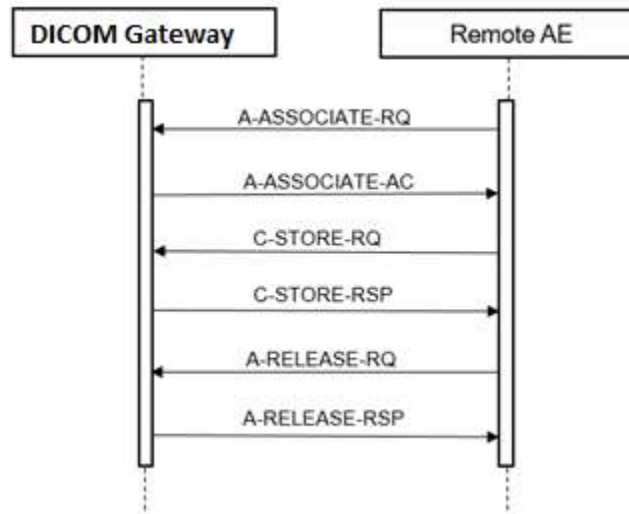 DICOM Gateway
Remote AE
A-ASSOCIATE-RQ
A-ASSOCIATE-AC
C-STORE-RQ
C-STORE-RSP
A-RELEASE-RQ
A-RELEASE-RSP